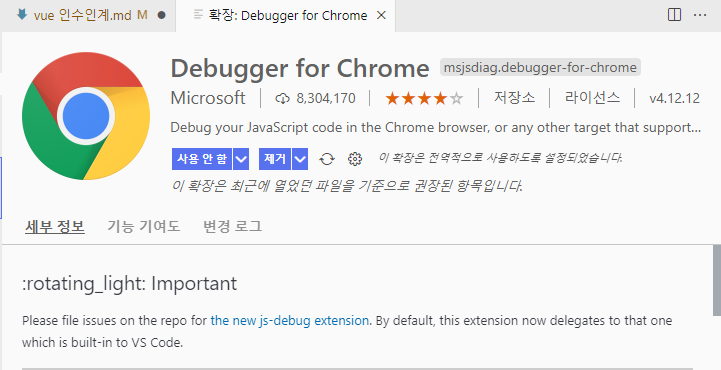 vue 인수인계.md M
확장: Debugger for Chrome
Debugger for Chrome msjsdiag.debugger-for-chrome
Microsoft 8,304,170 저장소 라이선스 v4.12.12
Debug your JavaScript code in the Chrome browser, or any other target that support...
사용 안 함 제거 이 확장은 전역적으로 사용하도록 설정되었습니다.
이 확장은 최근에 열었던 파일을 기준으로 권장된 항목입니다.
세부 정보 기능 기여도 변경 로그
:rotating_light: Important
Please file issues on the repo for the new js-debug extension. By default, this extension now delegates to that one
which is built-in to VS Code.